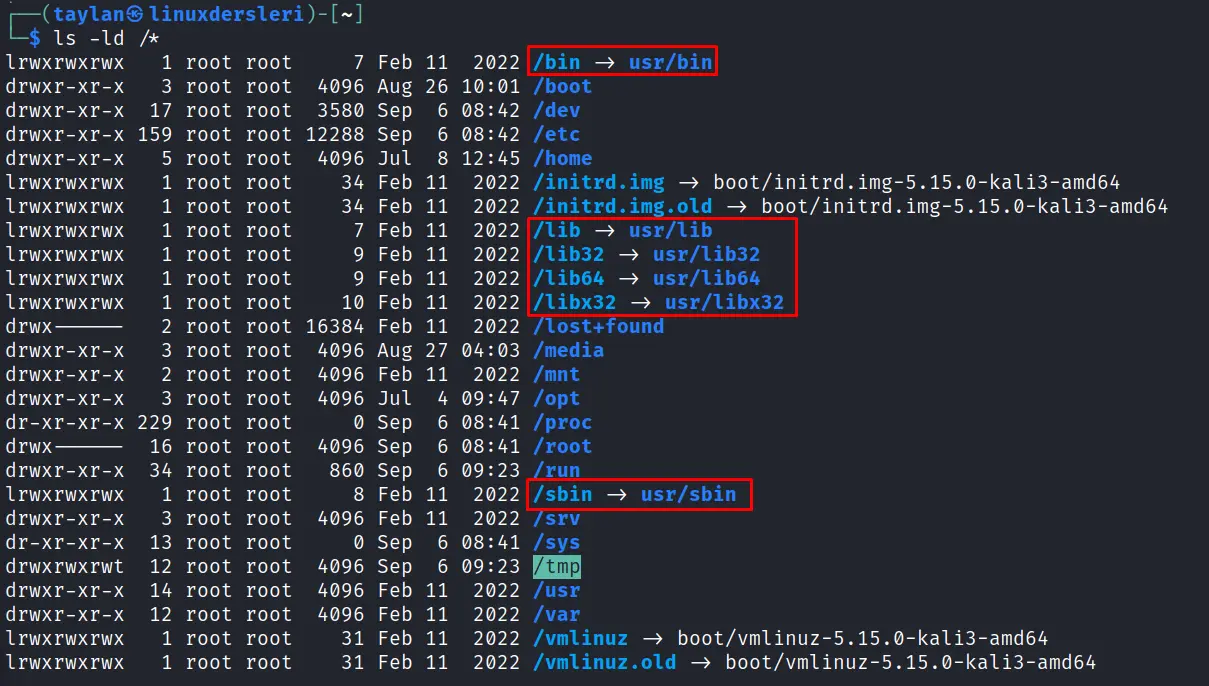 ┌──(taylan㉿linuxdersleri)-[~]
└─$ ls -ld /*
lrwxrwxrwx   1 root root     7 Feb 11  2022 /bin → usr/bin
drwxr-xr-x   3 root root  4096 Aug 26 10:01 /boot
drwxr-xr-x  17 root root  3580 Sep  6 08:42 /dev
drwxr-xr-x 159 root root 12288 Sep  6 08:42 /etc
drwxr-xr-x   5 root root  4096 Jul  8 12:45 /home
lrwxrwxrwx   1 root root    34 Feb 11  2022 /initrd.img → boot/initrd.img-5.15.0-kali3-amd64
lrwxrwxrwx   1 root root    34 Feb 11  2022 /initrd.img.old → boot/initrd.img-5.15.0-kali3-amd64
lrwxrwxrwx   1 root root     7 Feb 11  2022 /lib → usr/lib
lrwxrwxrwx   1 root root     9 Feb 11  2022 /lib32 → usr/lib32
lrwxrwxrwx   1 root root     9 Feb 11  2022 /lib64 → usr/lib64
lrwxrwxrwx   1 root root    10 Feb 11  2022 /libx32 → usr/libx32
drwx------   2 root root 16384 Feb 11  2022 /lost+found
drwxr-xr-x   3 root root  4096 Aug 27 04:03 /media
drwxr-xr-x   2 root root  4096 Feb 11  2022 /mnt
drwxr-xr-x   3 root root  4096 Jul  4 09:47 /opt
dr-xr-xr-x 229 root root     0 Sep  6 08:41 /proc
drwx------  16 root root  4096 Sep  6 08:41 /root
drwxr-xr-x  34 root root   860 Sep  6 09:23 /run
lrwxrwxrwx   1 root root     8 Feb 11  2022 /sbin → usr/sbin
drwxr-xr-x   3 root root  4096 Feb 11  2022 /srv
dr-xr-xr-x  13 root root     0 Sep  6 08:41 /sys
drwxrwxrwt  12 root root  4096 Sep  6 09:23 /tmp
drwxr-xr-x  14 root root  4096 Feb 11  2022 /usr
drwxr-xr-x  12 root root  4096 Feb 11  2022 /var
lrwxrwxrwx   1 root root    31 Feb 11  2022 /vmlinuz → boot/vmlinuz-5.15.0-kali3-amd64
lrwxrwxrwx   1 root root    31 Feb 11  2022 /vmlinuz.old → boot/vmlinuz-5.15.0-kali3-amd64